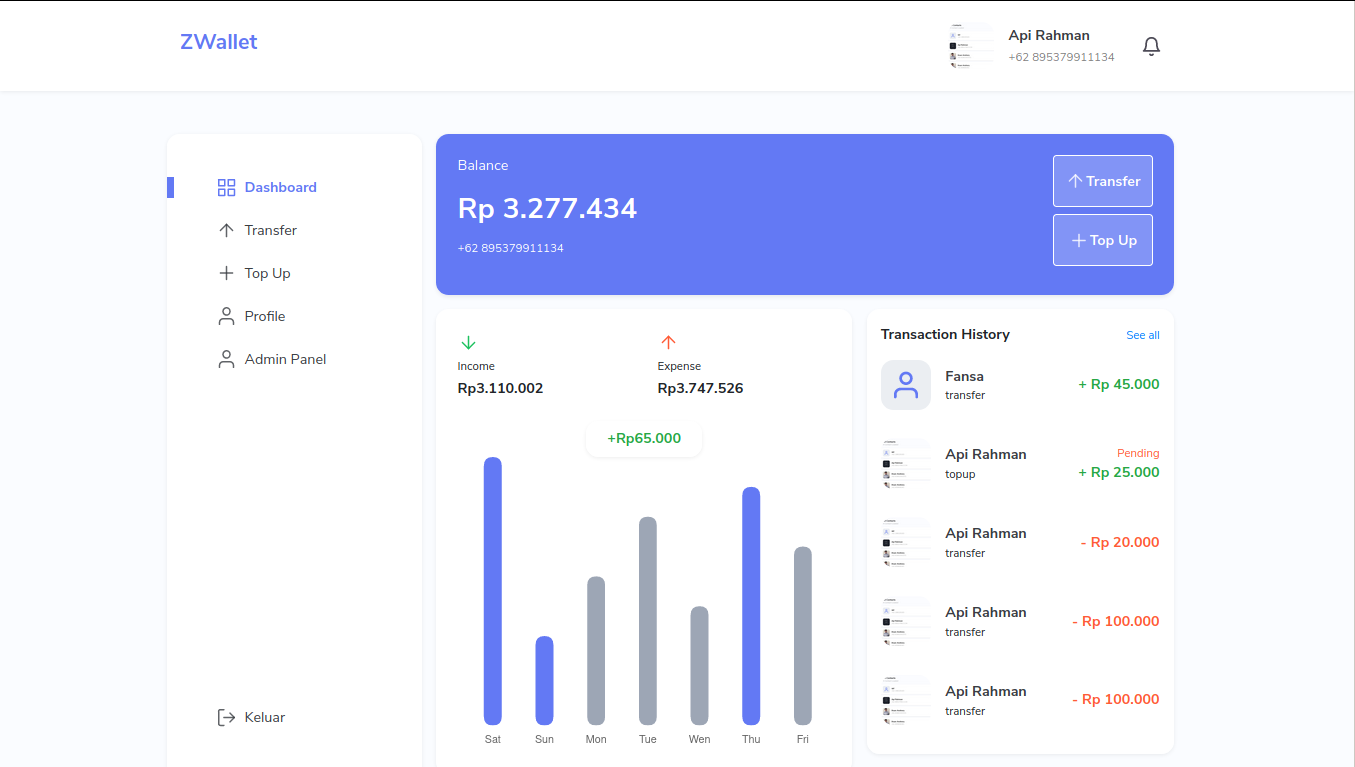 ZWallet
Api Rahman
+62 895379911134
Dashboard
Transfer
Top Up
Profile
Admin Panel
Keluar
Balance
Rp 3.277.434
+62 895379911134
Transfer
Top Up
Income
Rp3.110.002
Expense
Rp3.747.526
+Rp65.000
Sat Sun Mon Tue Wen Thu Fri
Transaction History
See all
Fansa
transfer
+ Rp 45.000
Api Rahman
topup
Pending
+ Rp 25.000
Api Rahman
transfer
- Rp 20.000
Api Rahman
transfer
- Rp 100.000
Api Rahman
transfer
- Rp 100.000